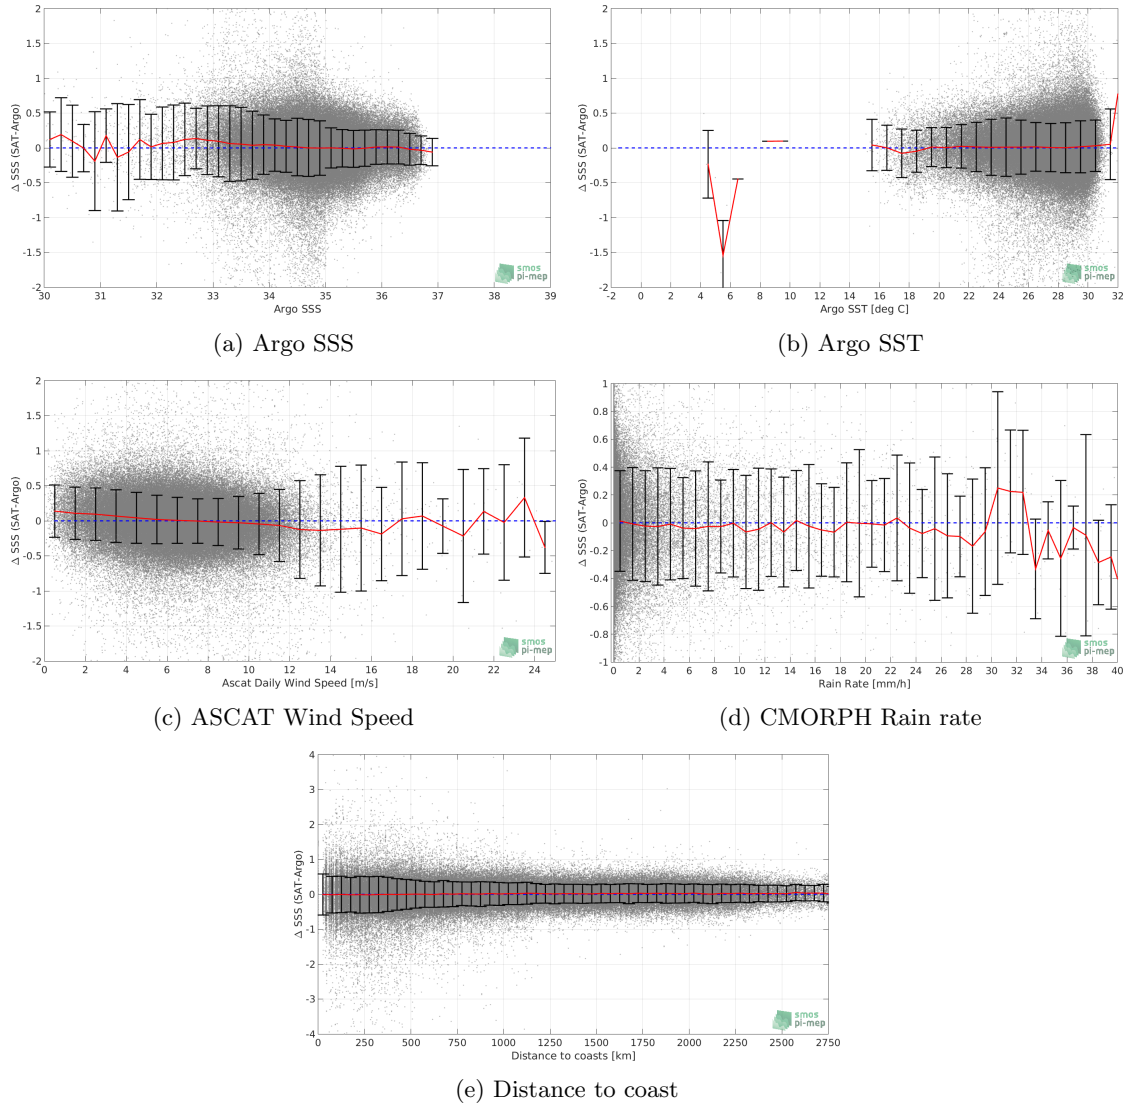 2
1.5
1
0.5
0
-0.5
-1
-1.5
-2
Δ SSS (SAT-Argo)
30 31 32 33 34 35 36 37 38 39
Argo SSS
smos
pi-mep
(a) Argo SSS
2
1.5
1
0.5
0
-0.5
-1
-1.5
-2
Δ SSS (SAT-Argo)
-2 0 2 4 6 8 10 12 14 16 18 20 22 24 26 28 30 32
Argo SST [deg C]
smos
pi-mep
(b) Argo SST
2
1.5
1
0.5
0
-0.5
-1
-1.5
-2
Δ SSS (SAT-Argo)
0 2 4 6 8 10 12 14 16 18 20 22 24
Ascat Daily Wind Speed [m/s]
smos
pi-mep
(c) ASCAT Wind Speed
1
0.8
0.6
0.4
0.2
0
-0.2
-0.4
-0.6
-0.8
-1
Δ SSS (SAT-Argo)
0 2 4 6 8 10 12 14 16 18 20 22 24 26 28 30 32 34 36 38 40
Rain Rate [mm/h]
smos
pi-mep
(d) CMORPH Rain rate
4
3
2
1
0
-1
-2
-3
-4
Δ SSS (SAT-Argo)
0 250 500 750 1000 1250 1500 1750 2000 2250 2500 2750
Distance to coasts [km]
smos
pi-mep
(e) Distance to coast